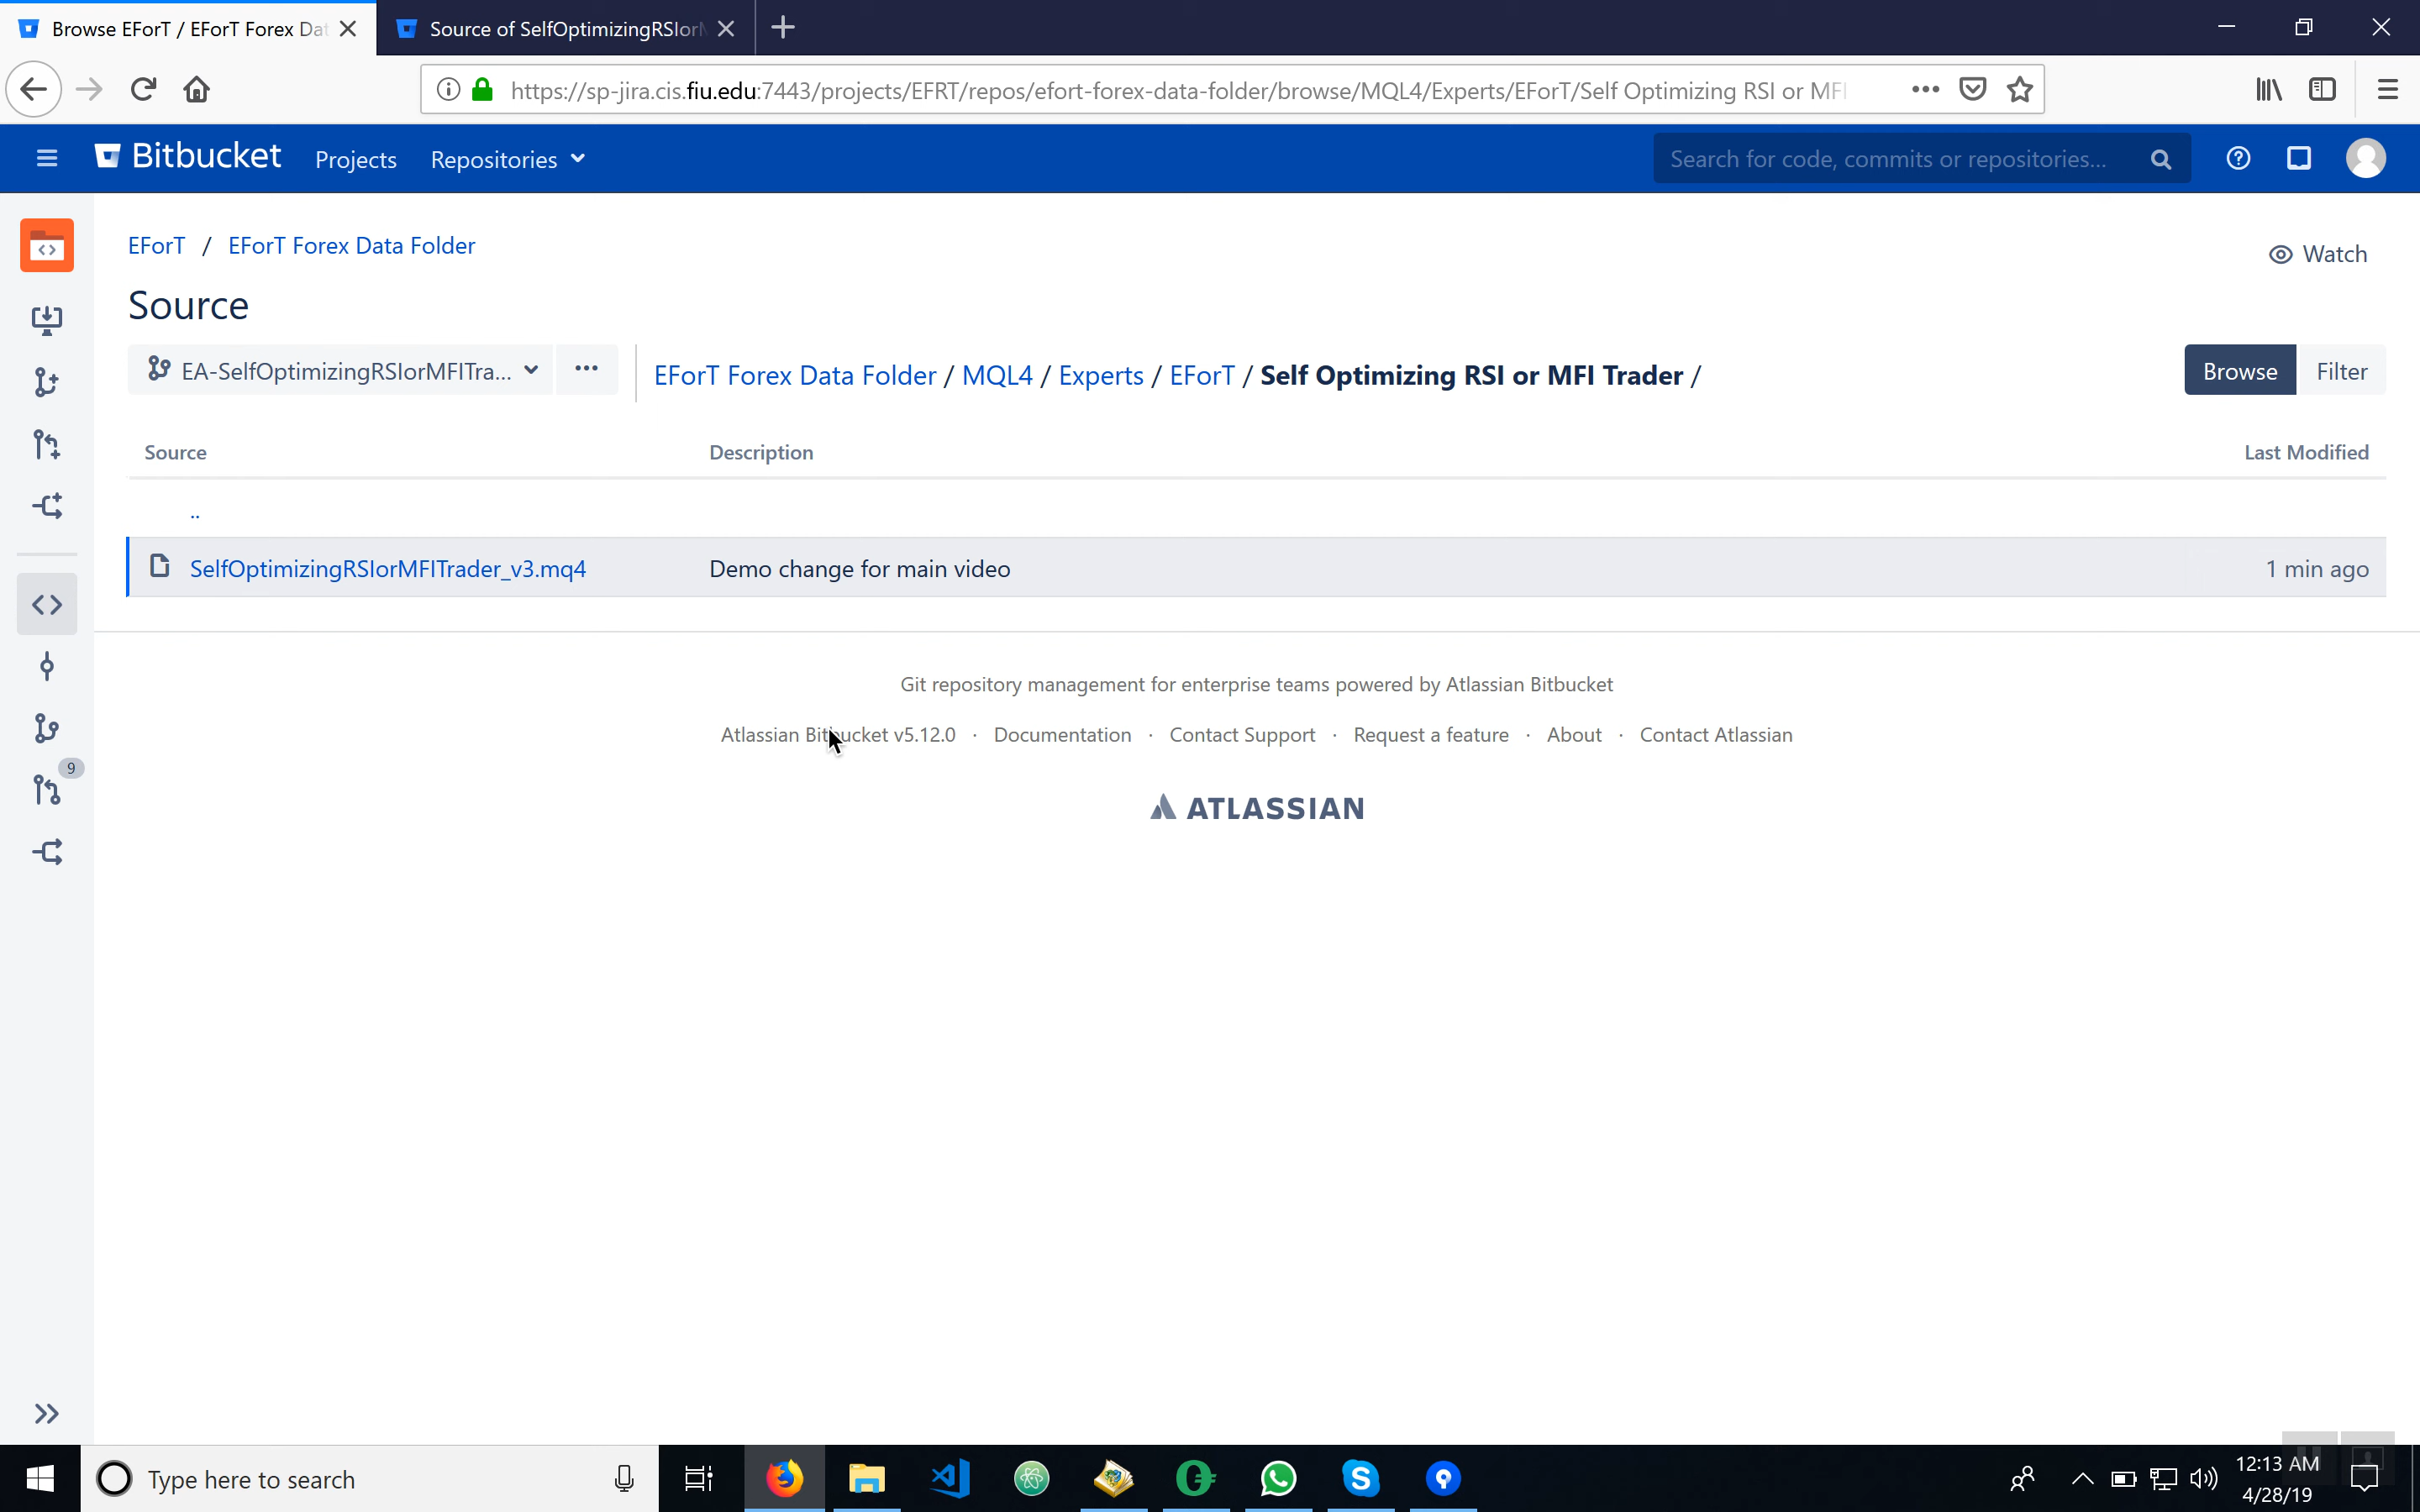 Browse EForT / EForT Forex Dat
Source of SelfOptimizingRSIorM
https://sp-jira.cis.fiu.edu:7443/projects/EFRT/repos/efort-forex-data-folder/browse/MQL4/Experts/EForT/Self Optimizing RSI or MFI
Bitbucket
Projects
Repositories
Search for code, commits or repositories...
EForT / EForT Forex Data Folder
Watch
Source
EA-SelfOptimizingRSIorMFITra...
EForT Forex Data Folder / MQL4 / Experts / EForT / Self Optimizing RSI or MFI Trader /
Browse
Filter
Source
Description
Last Modified
..
SelfOptimizingRSIorMFITrader_v3.mq4
Demo change for main video
1 min ago
9
Git repository management for enterprise teams powered by Atlassian Bitbucket
Atlassian Bitbucket v5.12.0 · Documentation · Contact Support · Request a feature · About · Contact Atlassian
ATLASSIAN
Type here to search
12:13 AM
4/28/19